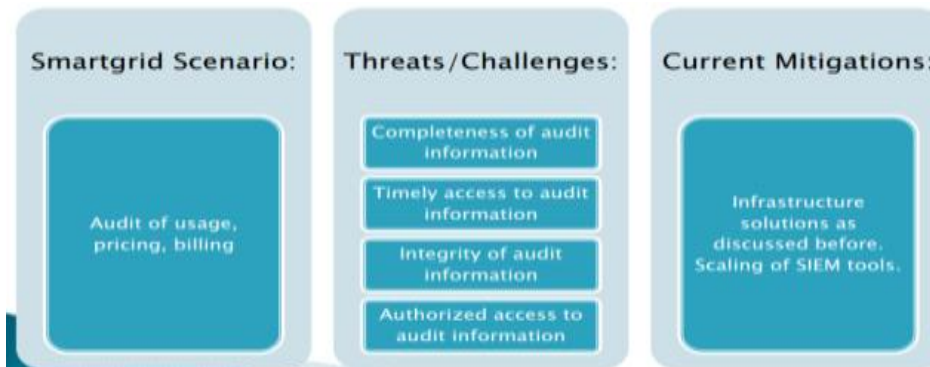 Smartgrid Scenario:
Threats/Challenges:
Current Mitigations:
Audit of usage,
pricing, billing
Completeness of audit
information
Timely access to audit
information
Integrity of audit
information
Authorized access to
audit information
Infrastructure
solutions as
discussed before.
Scaling of SIEM tools.